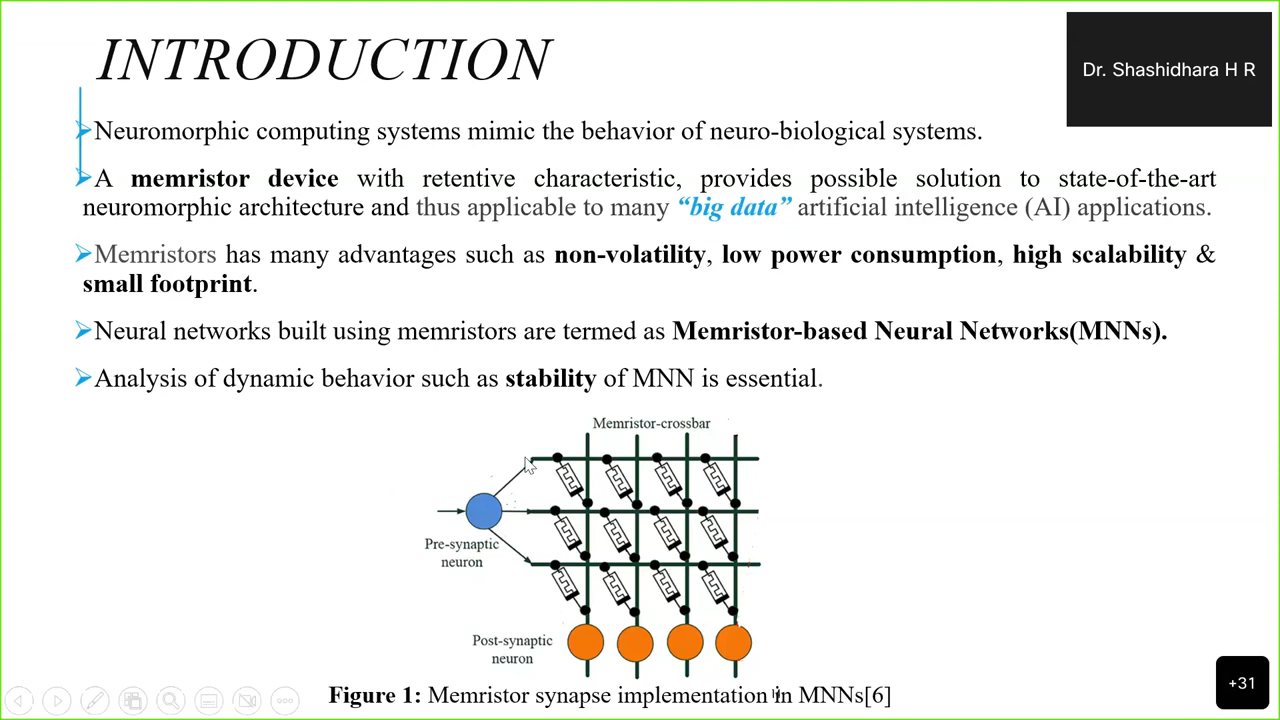 INTRODUCTION
Dr. Shashidhara H R
➢Neuromorphic computing systems mimic the behavior of neuro-biological systems.
➢A memristor device with retentive characteristic, provides possible solution to state-of-the-art
neuromorphic architecture and thus applicable to many “big data” artificial intelligence (AI) applications.
➢Memristors has many advantages such as non-volatility, low power consumption, high scalability &
small footprint.
➢Neural networks built using memristors are termed as Memristor-based Neural Networks(MNNs).
➢Analysis of dynamic behavior such as stability of MNN is essential.
Memristor-crossbar
Pre-synaptic
neuron
Post-synaptic
neuron
Figure 1: Memristor synapse implementation in MNNs[6]
+31